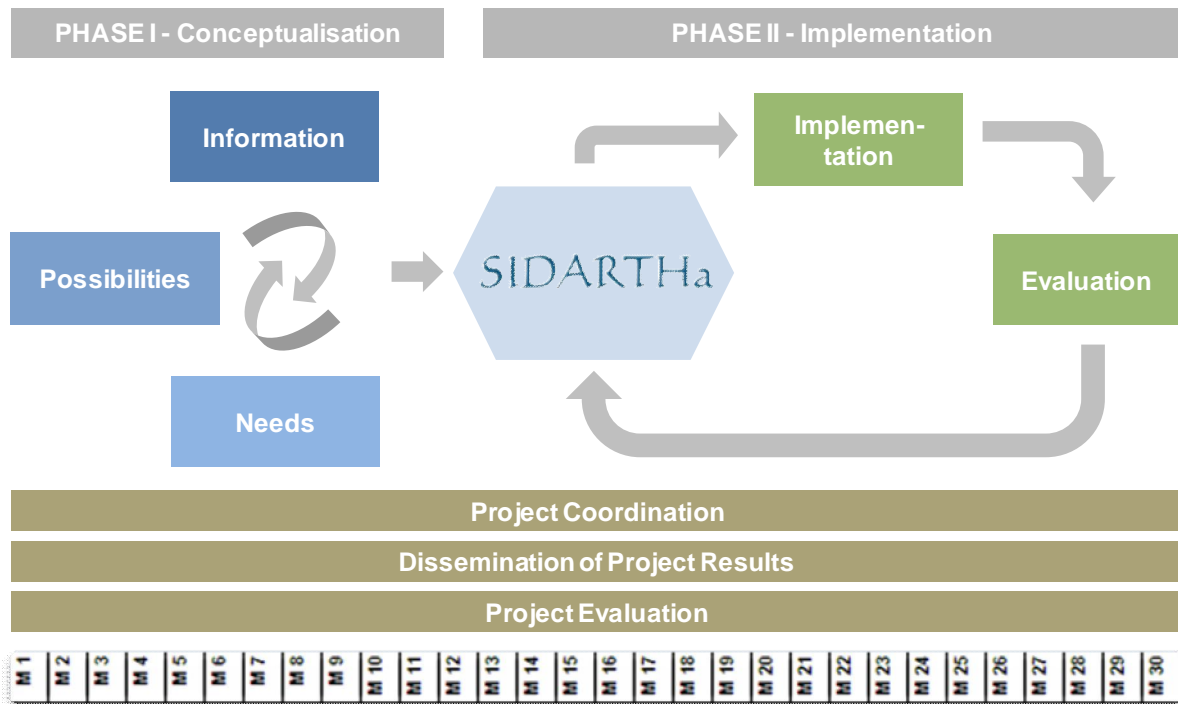 PHASE I - Conceptualisation
PHASE II - Implementation
Information
Implemen-
tation
Possibilities
SIDARTHa
Evaluation
Needs
Project Coordination
Dissemination of Project Results
Project Evaluation
M 1 M 2 M 3 M 4 M 5 M 6 M 7 M 8 M 9 M 10 M 11 M 12 M 13 M 14 M 15 M 16 M 17 M 18 M 19 M 20 M 21 M 22 M 23 M 24 M 25 M 26 M 27 M 28 M 29 M 30